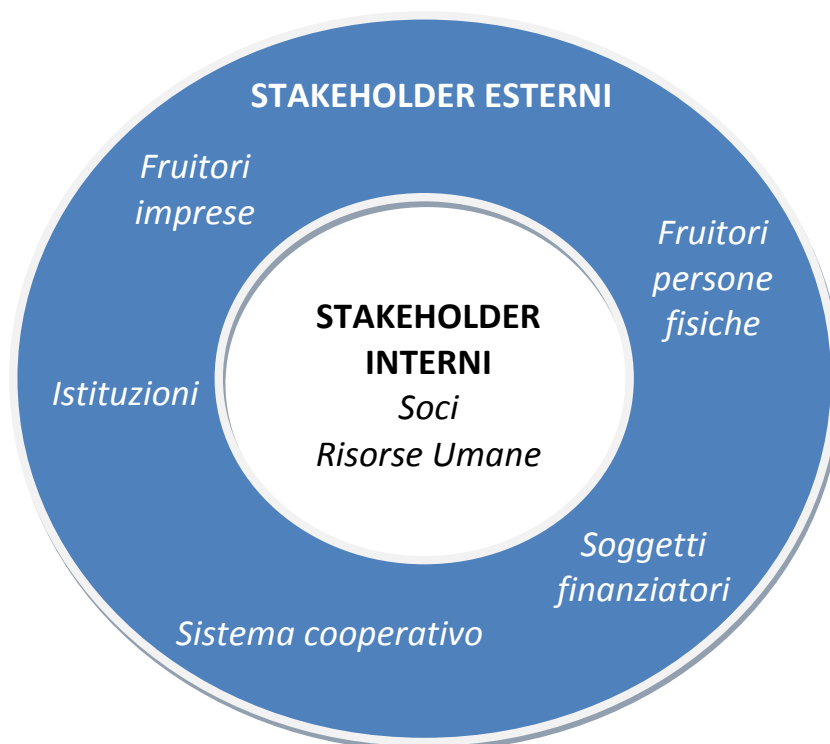 STAKEHOLDER ESTERNI
Fruitori
imprese
Fruitori
persone
fisiche
STAKEHOLDER
INTERNI
Soci
Risorse Umane
Istituzioni
Soggetti
finanziatori
Sistema cooperativo